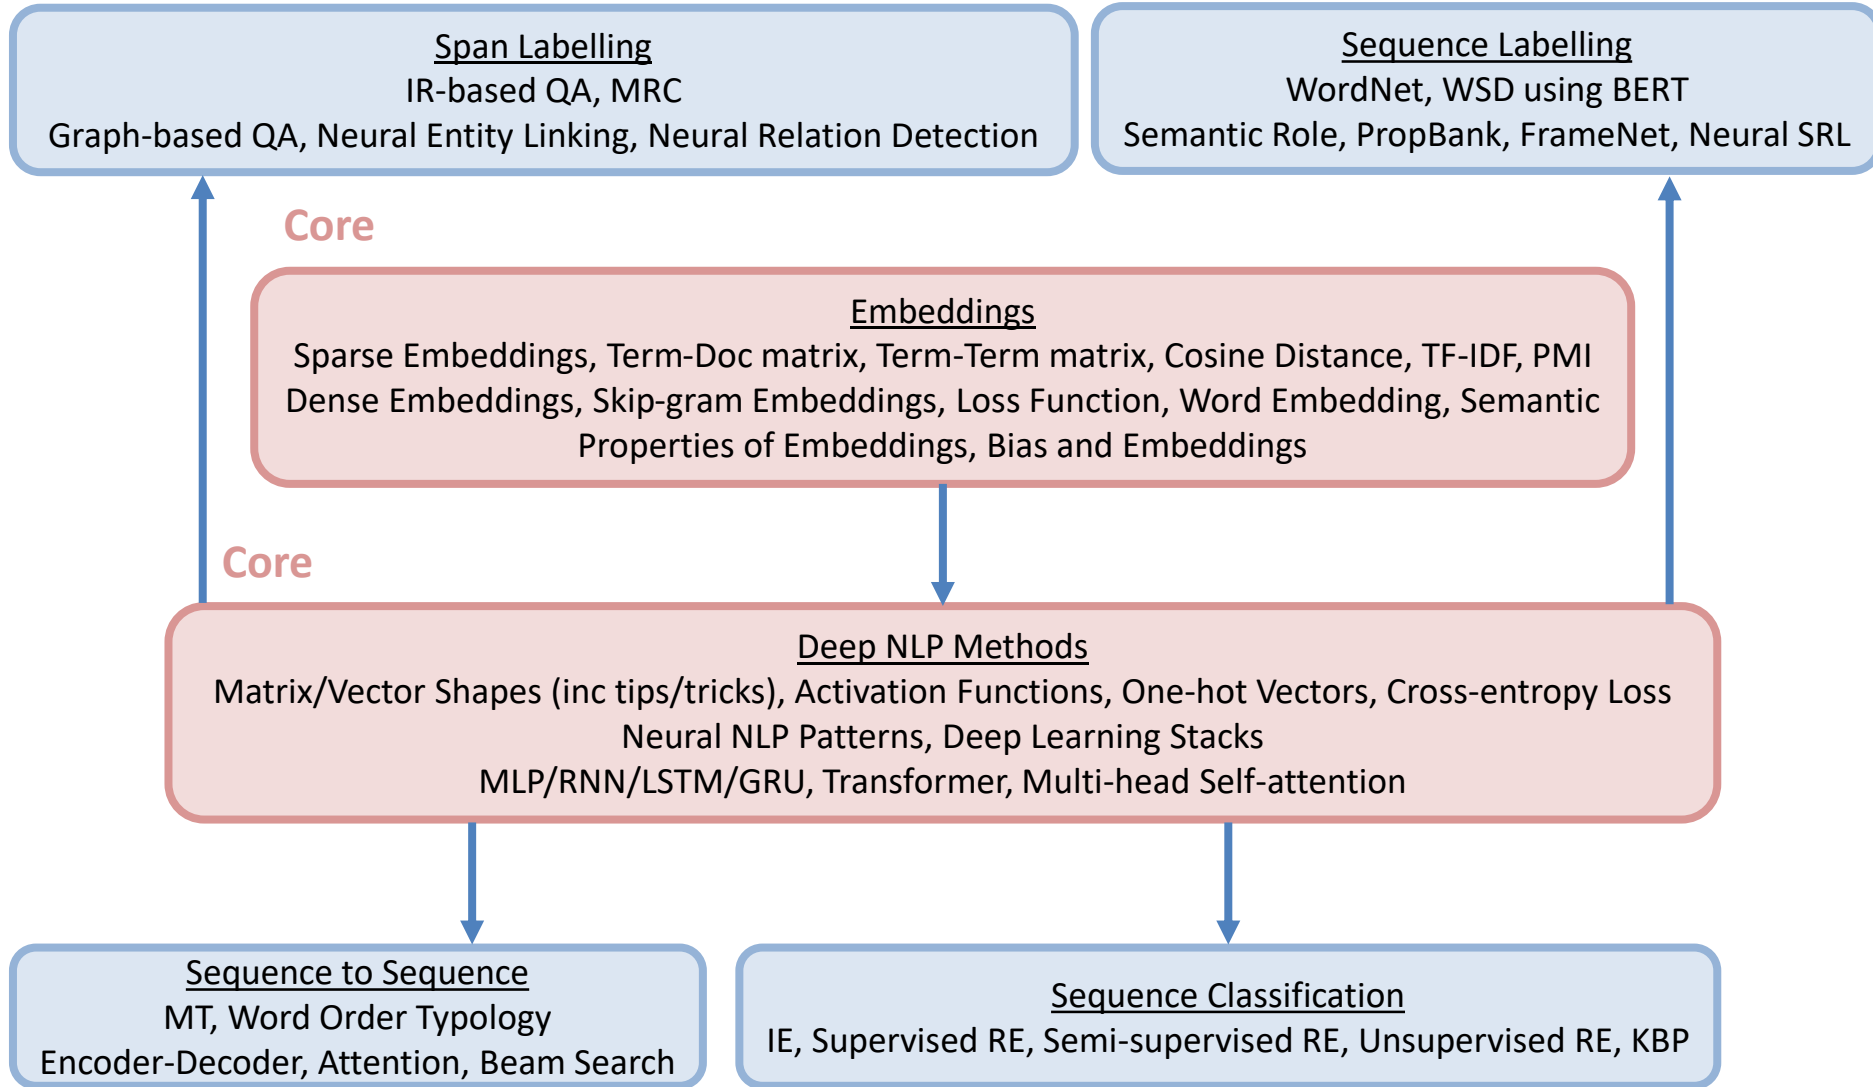 Span Labelling
IR-based QA, MRC
Graph-based QA, Neural Entity Linking, Neural Relation Detection
Sequence Labelling
WordNet, WSD using BERT
Semantic Role, PropBank, FrameNet, Neural SRL
Core
Embeddings
Sparse Embeddings, Term-Doc matrix, Term-Term matrix, Cosine Distance, TF-IDF, PMI
Dense Embeddings, Skip-gram Embeddings, Loss Function, Word Embedding, Semantic
Properties of Embeddings, Bias and Embeddings
Core
Deep NLP Methods
Matrix/Vector Shapes (inc tips/tricks), Activation Functions, One-hot Vectors, Cross-entropy Loss
Neural NLP Patterns, Deep Learning Stacks
MLP/RNN/LSTM/GRU, Transformer, Multi-head Self-attention
Sequence to Sequence
MT, Word Order Typology
Encoder-Decoder, Attention, Beam Search
Sequence Classification
IE, Supervised RE, Semi-supervised RE, Unsupervised RE, KBP